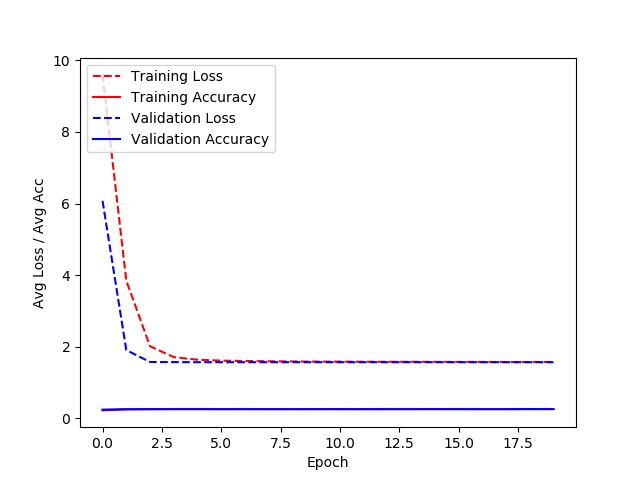 Training Loss
Training Accuracy
Validation Loss
Validation Accuracy
10
8
6
4
2
0
Avg Loss / Avg Acc
0.0 2.5 5.0 7.5 10.0 12.5 15.0 17.5
Epoch